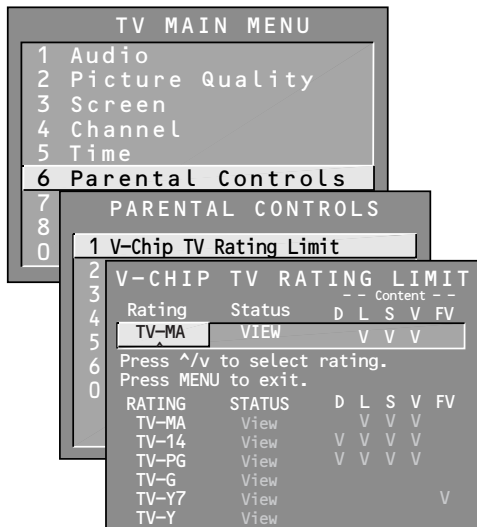 TV MAIN MENU
1 Audio
2 Picture Quality
3 Screen
4 Channel
5 Time
6 Parental Controls
7
8
0
PARENTAL CONTROLS
1 V-Chip TV Rating Limit
2
3
4
5
6
0
V-CHIP TV RATING LIMIT
- - Content - -
Rating Status D L S V FV
TV-MA VIEW V V V
Press ^/v to select rating.
Press MENU to exit.
RATING STATUS D L S V FV
TV-MA View V V V
TV-14 View V V V V
TV-PG View V V V V
TV-G View
TV-Y7 View V
TV-Y View